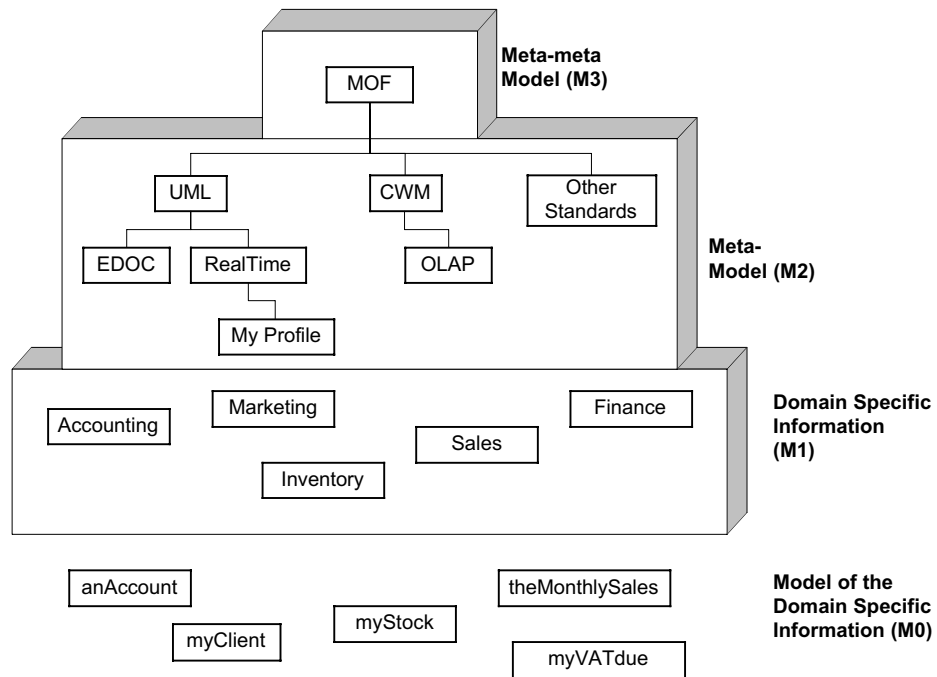 MOF
Meta-meta
Model (M3)
UML
CWM
Other
Standards
EDOC
RealTime
OLAP
My Profile
Meta-
Model (M2)
Accounting
Marketing
Finance
Sales
Inventory
Domain Specific
Information
(M1)
anAccount
theMonthlySales
myClient
myStock
myVATdue
Model of the
Domain Specific
Information (M0)